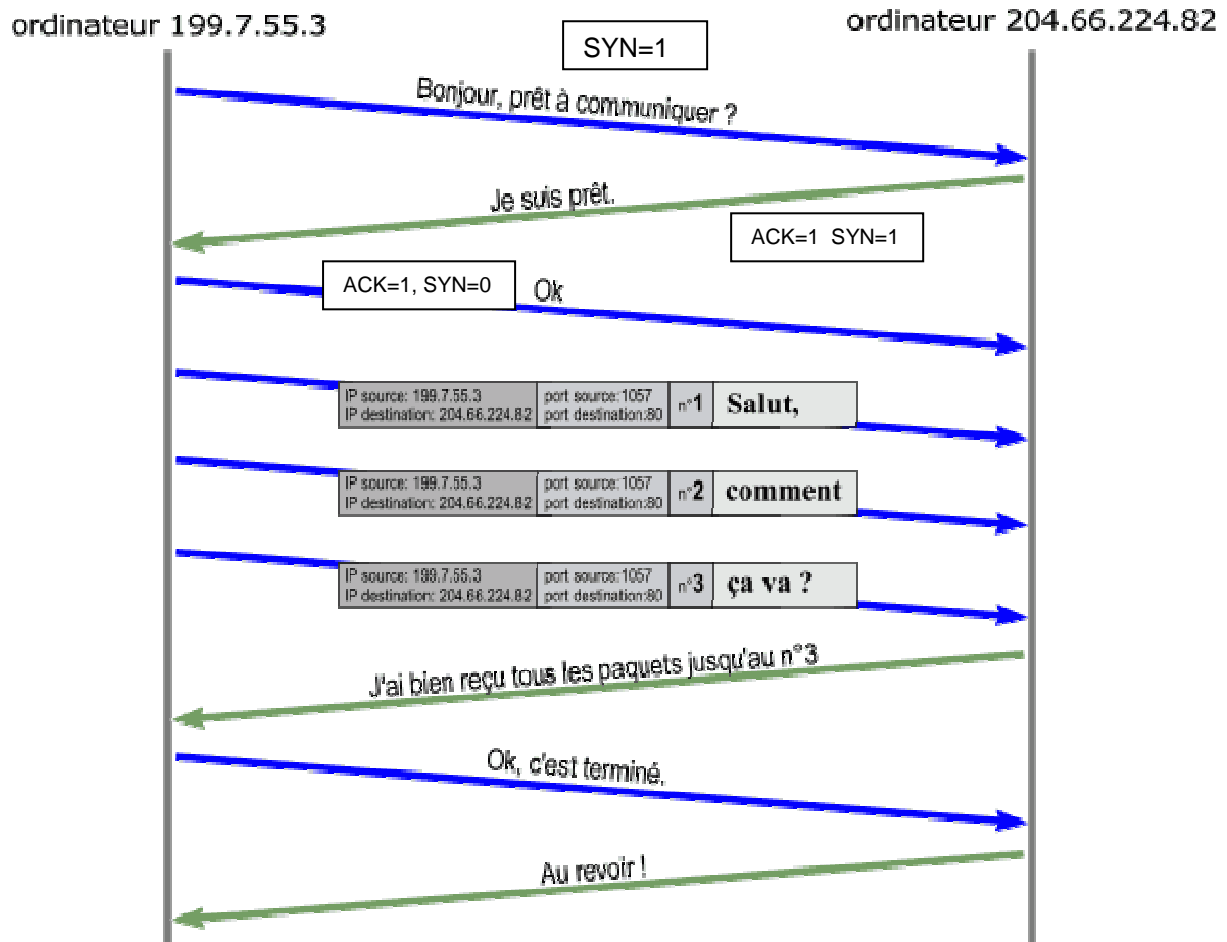 ordinateur 199.7.55.3
ordinateur 204.66.224.82
SYN=1
Bonjour, prêt à communiquer ?
Je suis prêt.
ACK=1 SYN=1
ACK=1, SYN=0
Ok
IP source: 199.7.55.3
IP destination: 204.66.224.82
port source:1057
port destination:80
n°1
Salut,
IP source: 199.7.55.3
IP destination: 204.66.224.82
port source:1057
port destination:80
n°2
comment
IP source: 199.7.55.3
IP destination: 204.66.224.82
port source:1057
port destination:80
n°3
ça va ?
J'ai bien reçu tous les paquets jusqu'au n°3
Ok, c'est terminé.
Au revoir !